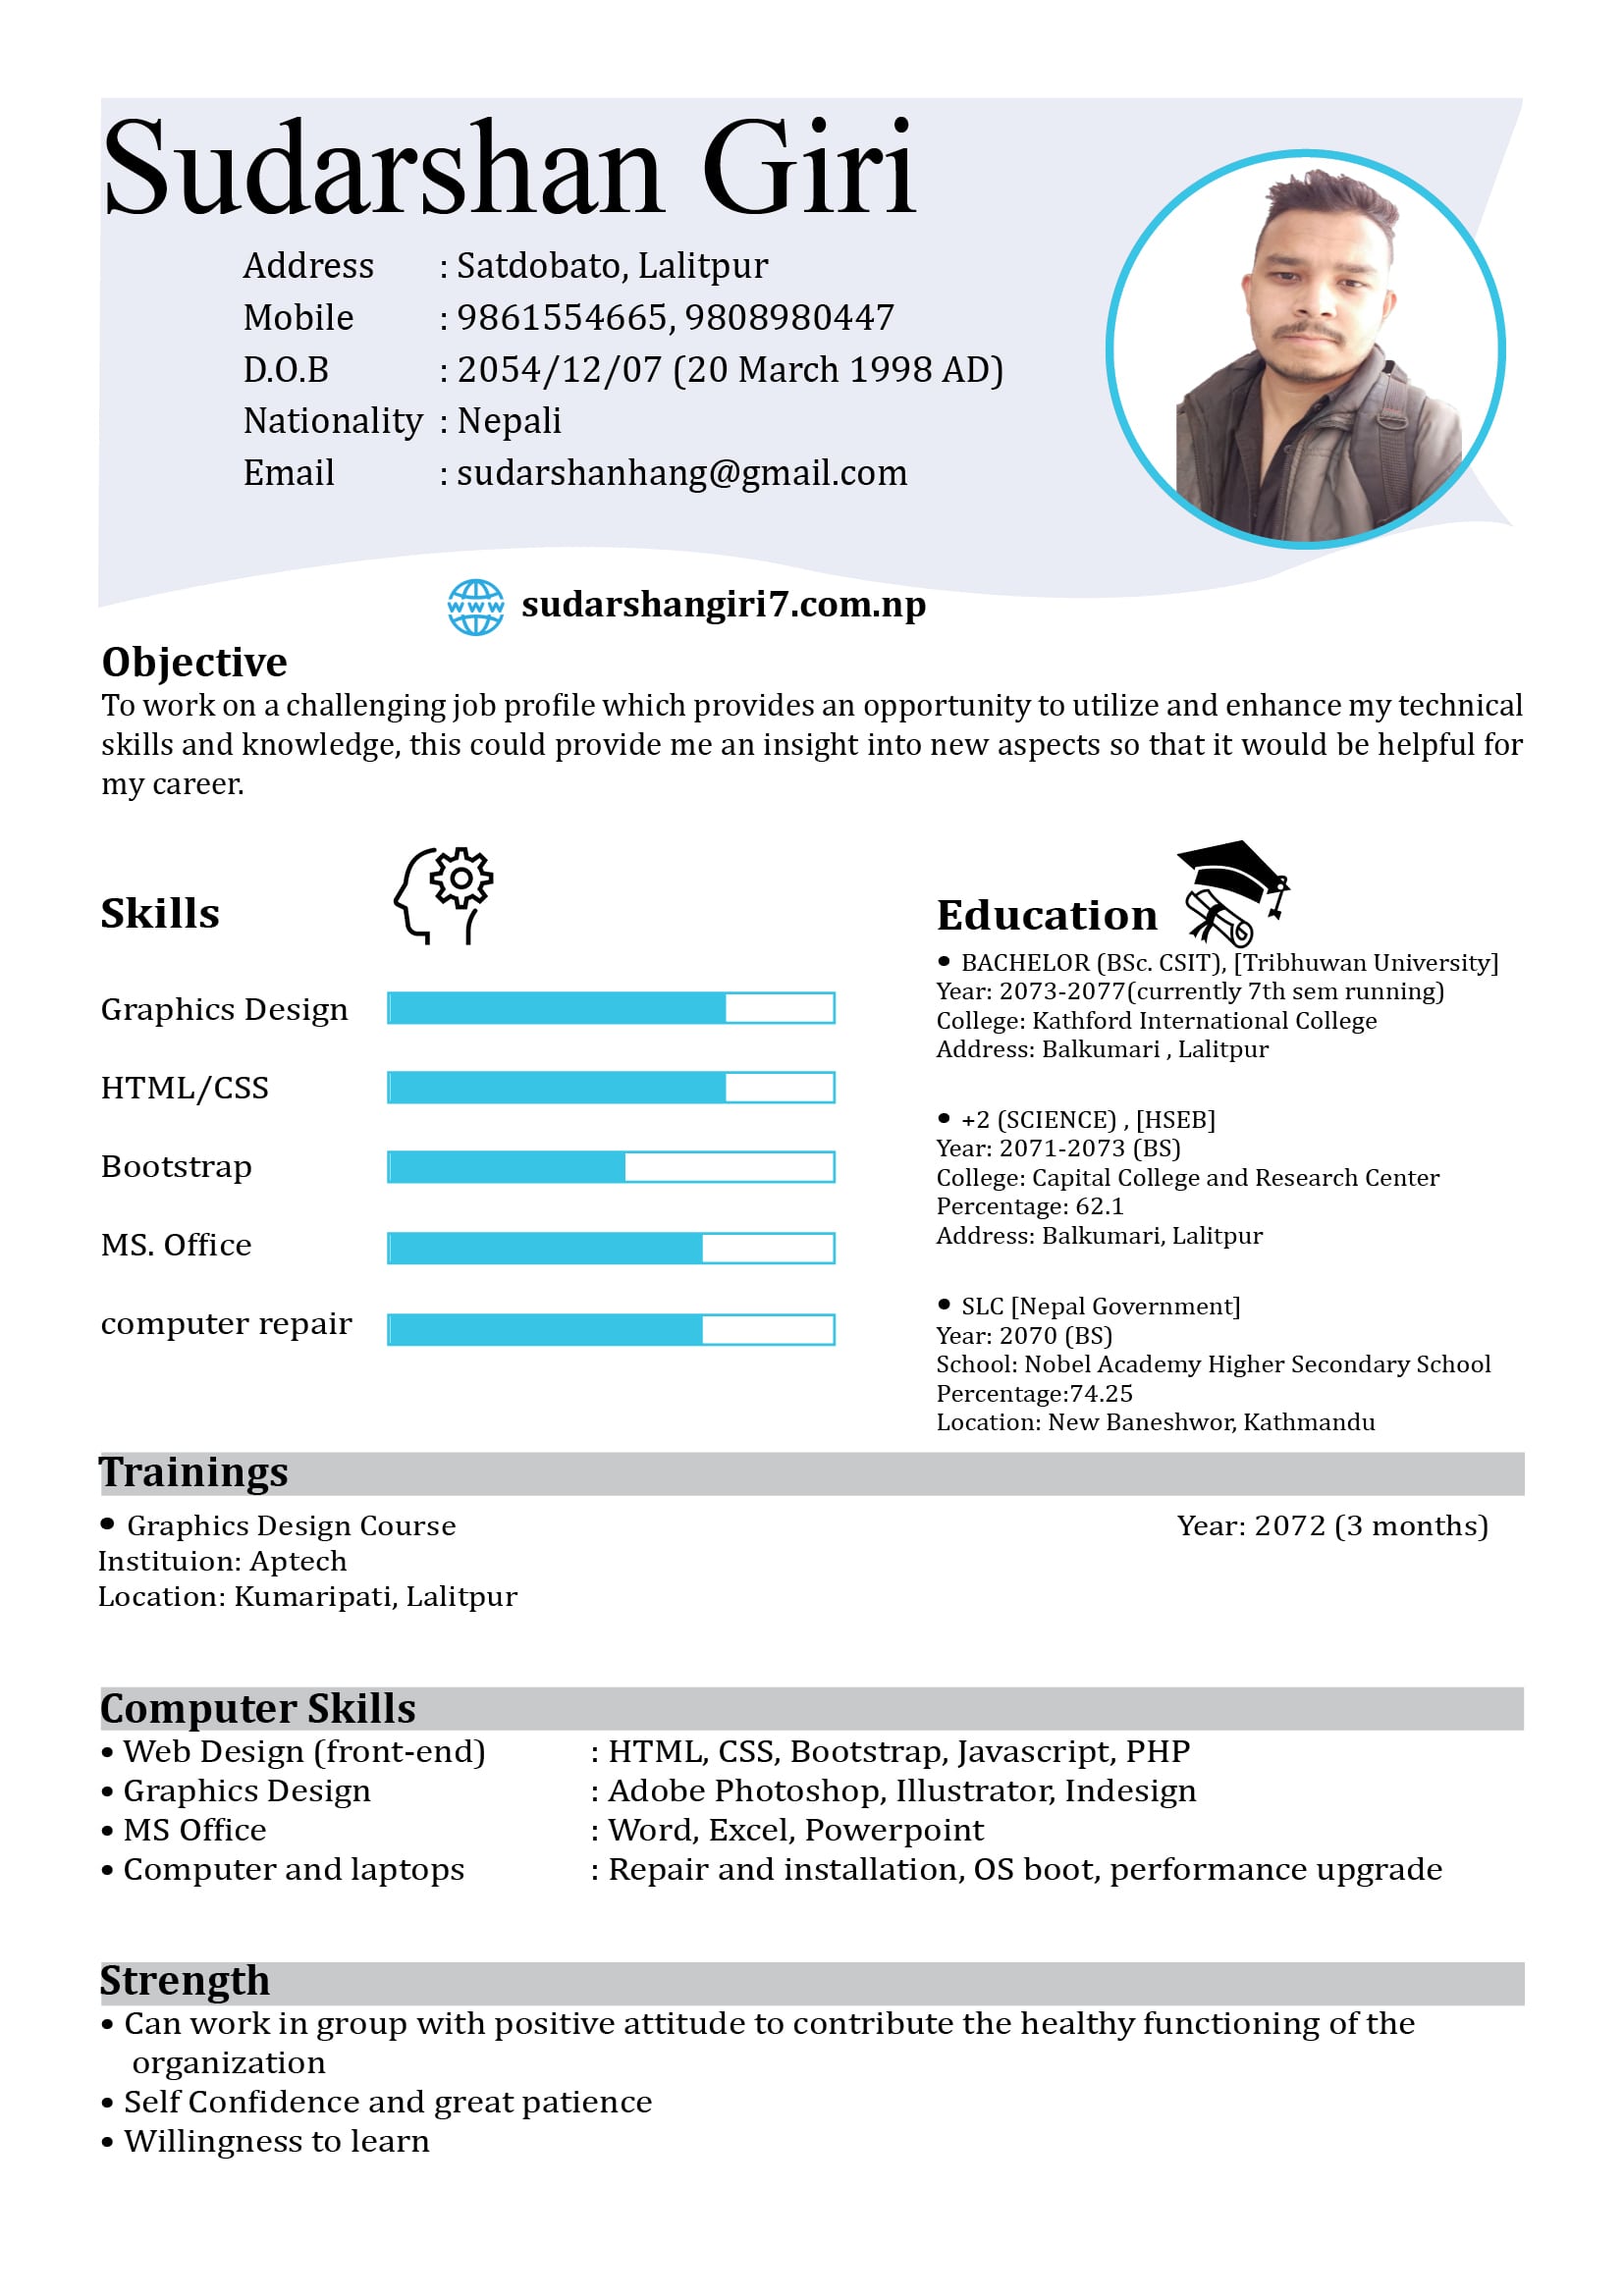 Sudarshan Giri
Address : Satdobato, Lalitpur
Mobile : 9861554665, 9808980447
D.O.B : 2054/12/07 (20 March 1998 AD)
Nationality : Nepali
Email : sudarshanhang@gmail.com
www sudarshangiri7.com.np
Objective
To work on a challenging job profile which provides an opportunity to utilize and enhance my technical
skills and knowledge, this could provide me an insight into new aspects so that it would be helpful for
my career.
Skills
Graphics Design
HTML/CSS
Bootstrap
MS. Office
computer repair
Education
• BACHELOR (BSc. CSIT), [Tribhuwan University]
Year: 2073-2077(currently 7th sem running)
College: Kathford International College
Address: Balkumari , Lalitpur
• +2 (SCIENCE) , [HSEB]
Year: 2071-2073 (BS)
College: Capital College and Research Center
Percentage: 62.1
Address: Balkumari, Lalitpur
• SLC [Nepal Government]
Year: 2070 (BS)
School: Nobel Academy Higher Secondary School
Percentage:74.25
Location: New Baneshwor, Kathmandu
Trainings
• Graphics Design Course Year: 2072 (3 months)
Instituion: Aptech
Location: Kumaripati, Lalitpur
Computer Skills
• Web Design (front-end) : HTML, CSS, Bootstrap, Javascript, PHP
• Graphics Design : Adobe Photoshop, Illustrator, Indesign
• MS Office : Word, Excel, Powerpoint
• Computer and laptops : Repair and installation, OS boot, performance upgrade
Strength
• Can work in group with positive attitude to contribute the healthy functioning of the
organization
• Self Confidence and great patience
• Willingness to learn